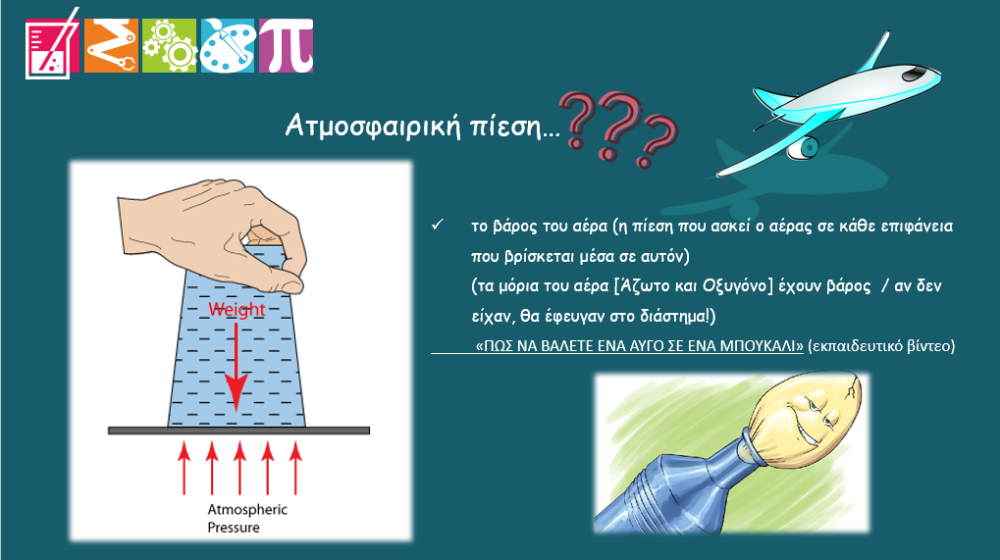 π
Ατμοσφαιρική πίεση...???
Weight
Atmospheric
Pressure
✓ το βάρος του αέρα (η πίεση που ασκεί ο αέρας σε κάθε επιφάνεια
που βρίσκεται μέσα σε αυτόν)
(τα μόρια του αέρα [Άζωτο και Οξυγόνο] έχουν βάρος / αν δεν
είχαν, θα έφευγαν στο διάστημα!)
«ΠΩΣ ΝΑ ΒΑΛΕΤΕ ΕΝΑ ΑΥΓΟ ΣΕ ΕΝΑ ΜΠΟΥΚΑΛΙ» (εκπαιδευτικό βίντεο)